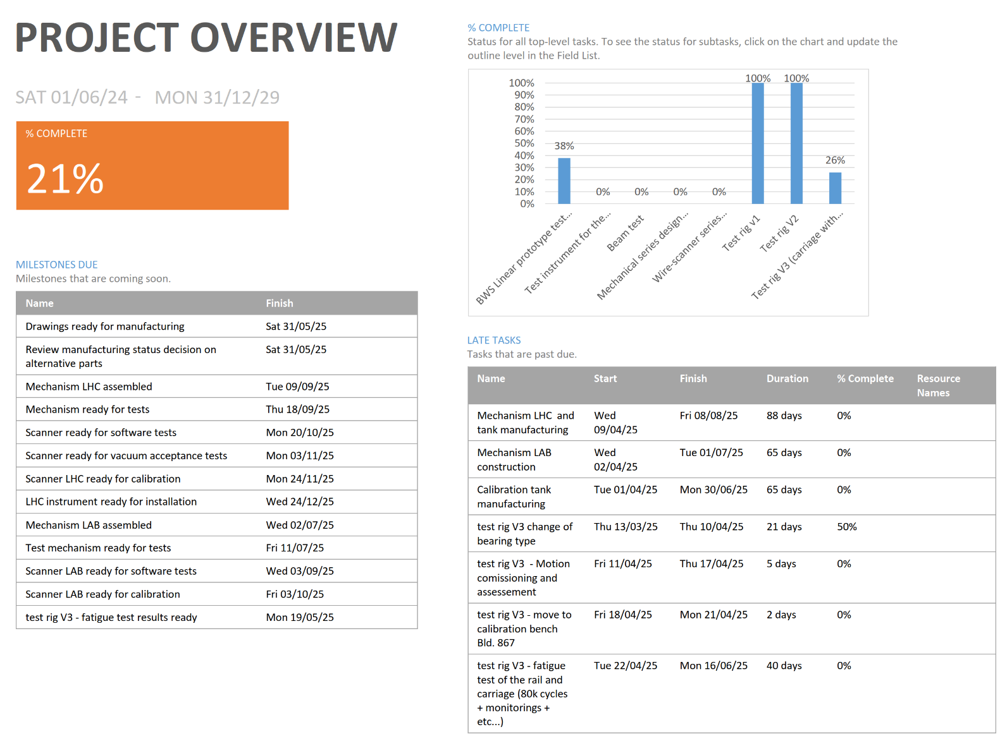 PROJECT OVERVIEW
SAT 01/06/24 - MON 31/12/29
% COMPLETE
21%
MILESTONES DUE
Milestones that are coming soon.
Name Finish
Drawings ready for manufacturing Sat 31/05/25
Review manufacturing status decision on Sat 31/05/25
alternative parts
Mechanism LHC assembled Tue 09/09/25
Mechanism ready for tests Thu 18/09/25
Scanner ready for software tests Mon 20/10/25
Scanner ready for vacuum acceptance tests Mon 03/11/25
Scanner LHC ready for calibration Mon 24/11/25
LHC instrument ready for installation Wed 24/12/25
Mechanism LAB assembled Wed 02/07/25
Test mechanism ready for tests Fri 11/07/25
Scanner LAB ready for software tests Wed 03/09/25
Scanner LAB ready for calibration Fri 03/10/25
test rig V3 - fatigue test results ready Mon 19/05/25
% COMPLETE
Status for all top-level tasks. To see the status for subtasks, click on the chart and update the
outline level in the Field List.
100%
90%
80%
70%
60%
50%
40%
30%
20%
10%
0%
38%
0%
0%
0%
0%
100%
100%
26%
BWS Linear prototype test...
Test instrument for the...
Beam test
Mechanical series design...
Wire-scanner series...
Test rig v1
Test rig V2
Test rig V3 (carriage with...
LATE TASKS
Tasks that are past due.
Name Start Finish Duration % Complete Resource
Names
Mechanism LHC and Wed Fri 08/08/25 88 days 0%
tank manufacturing 09/04/25
Mechanism LAB Wed Tue 01/07/25 65 days 0%
construction 02/04/25
Calibration tank Tue 01/04/25 Mon 30/06/25 65 days 0%
manufacturing
test rig V3 change of Thu 13/03/25 Thu 10/04/25 21 days 50%
bearing type
test rig V3 - Motion Fri 11/04/25 Thu 17/04/25 5 days 0%
comissioning and
assessement
test rig V3 - move to Fri 18/04/25 Mon 21/04/25 2 days 0%
calibration bench
Bld. 867
test rig V3 - fatigue Tue 22/04/25 Mon 16/06/25 40 days 0%
test of the rail and
carriage (80k cycles
+ monitorings +
etc...)